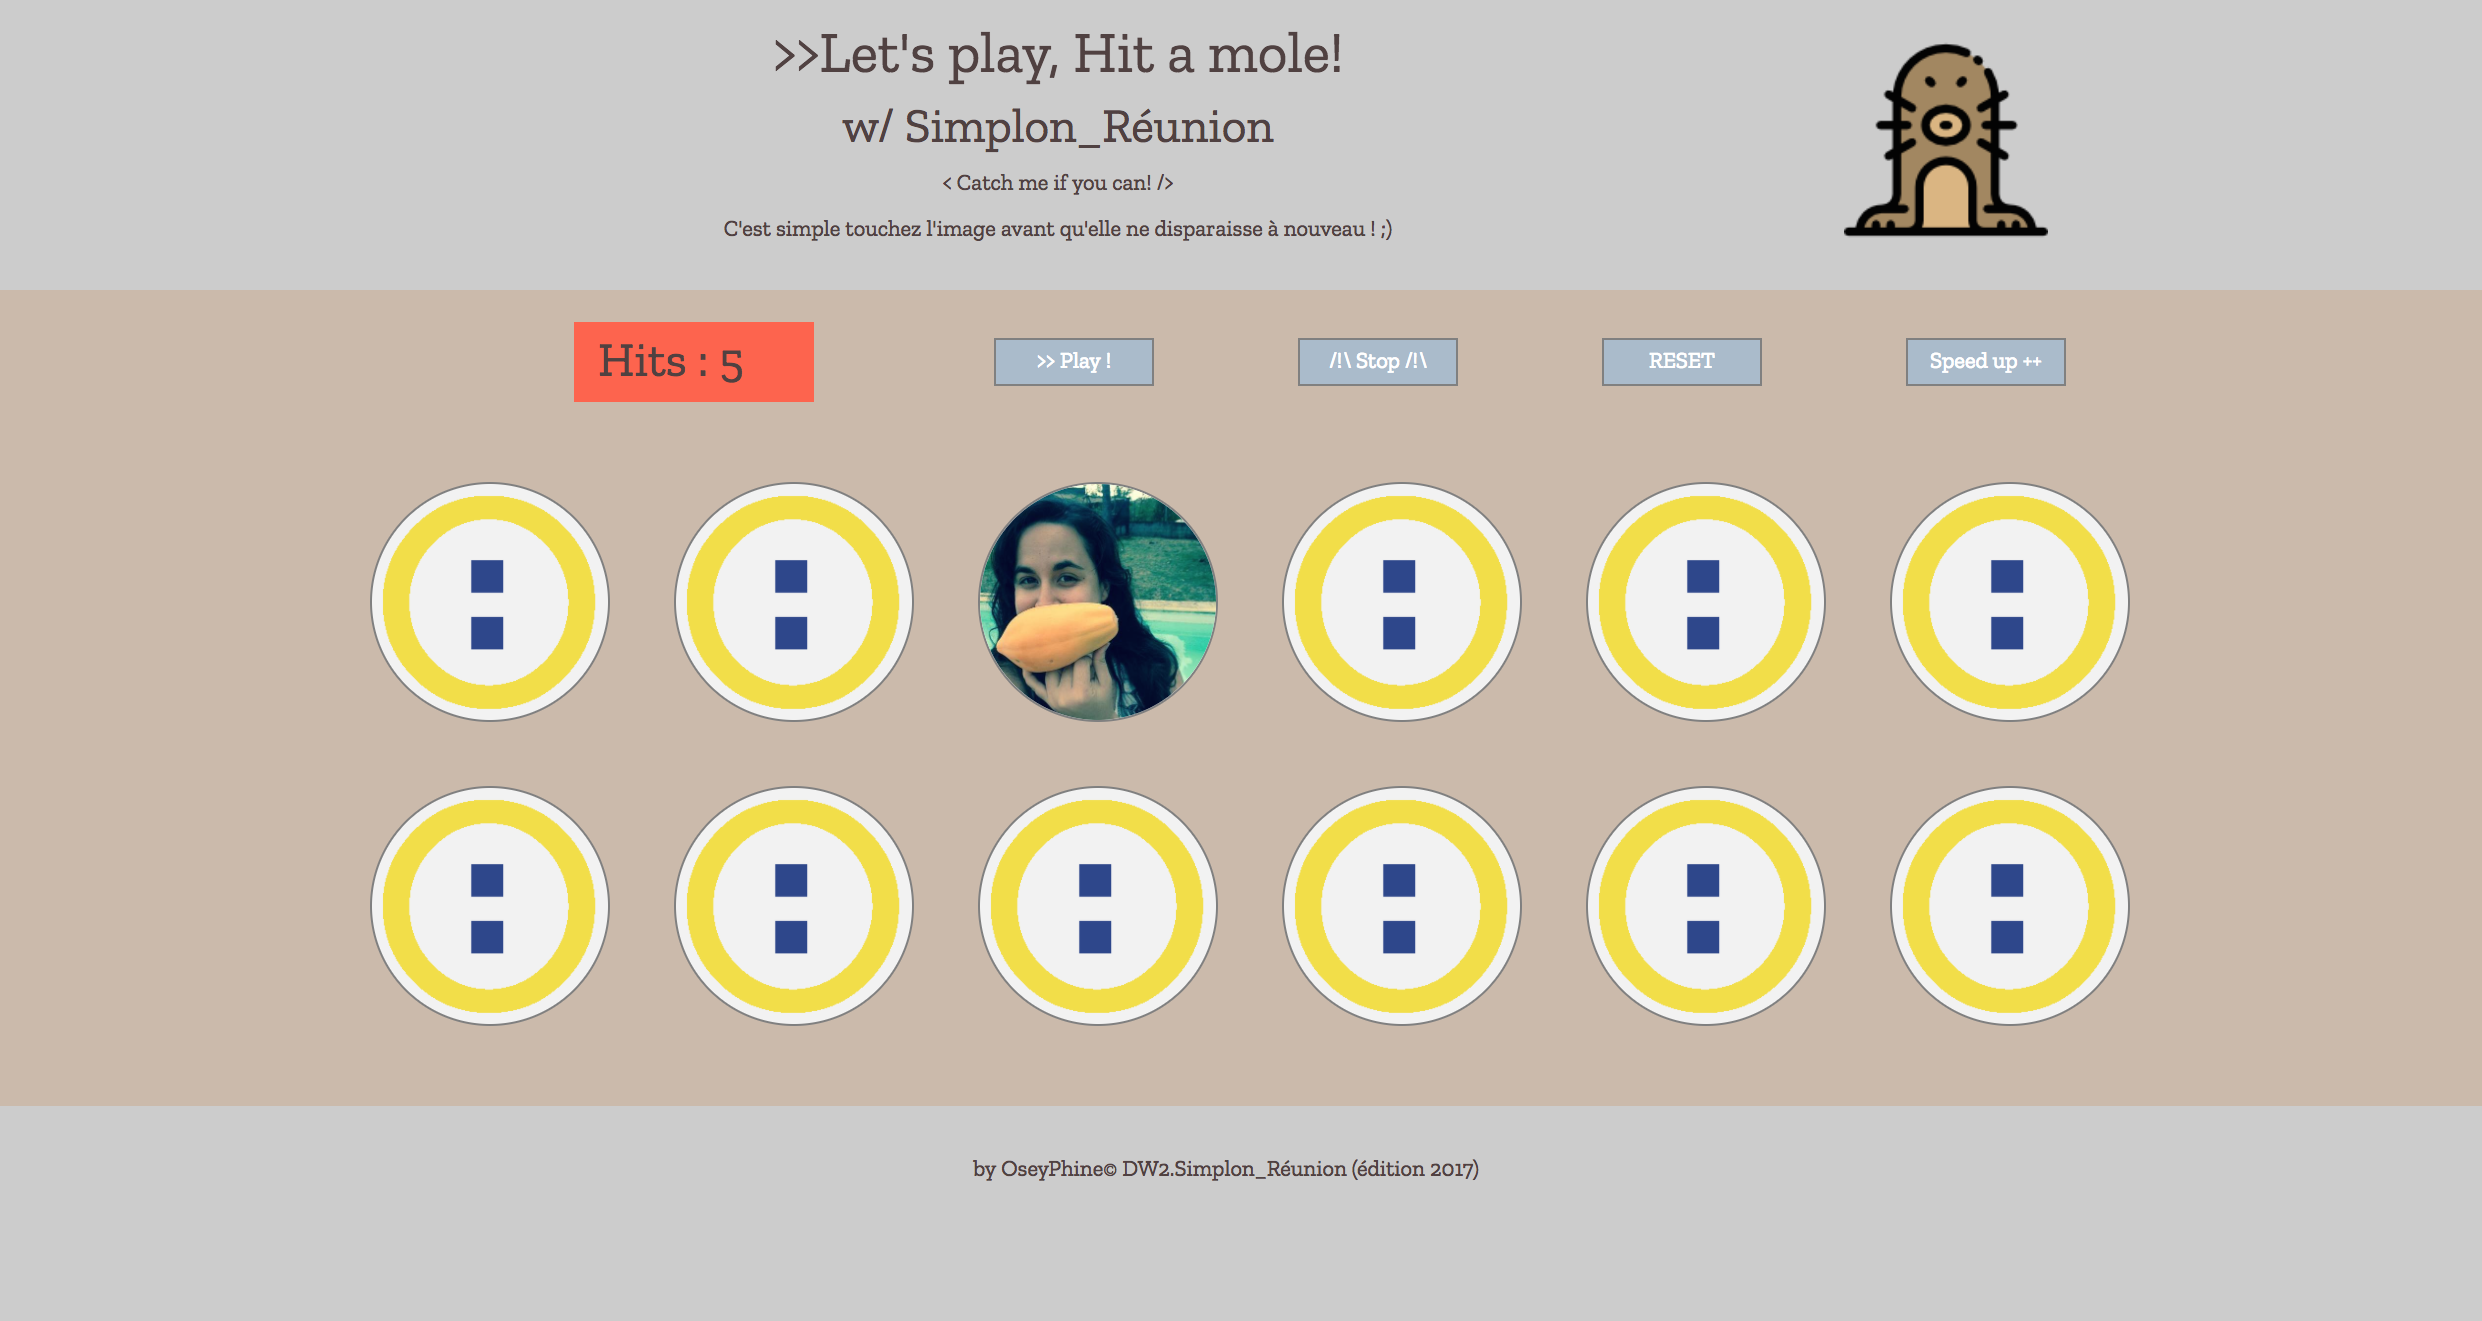 >>Let's play, Hit a mole!
w/ Simplon_Réunion
< Catch me if you can! />
C'est simple touchez l'image avant qu'elle ne disparaisse à nouveau ! ;)
Hits : 5
>> Play !
/!\ Stop /!\
RESET
Speed up ++
by OseyPhine© DW2.Simplon_Réunion (édition 2017)